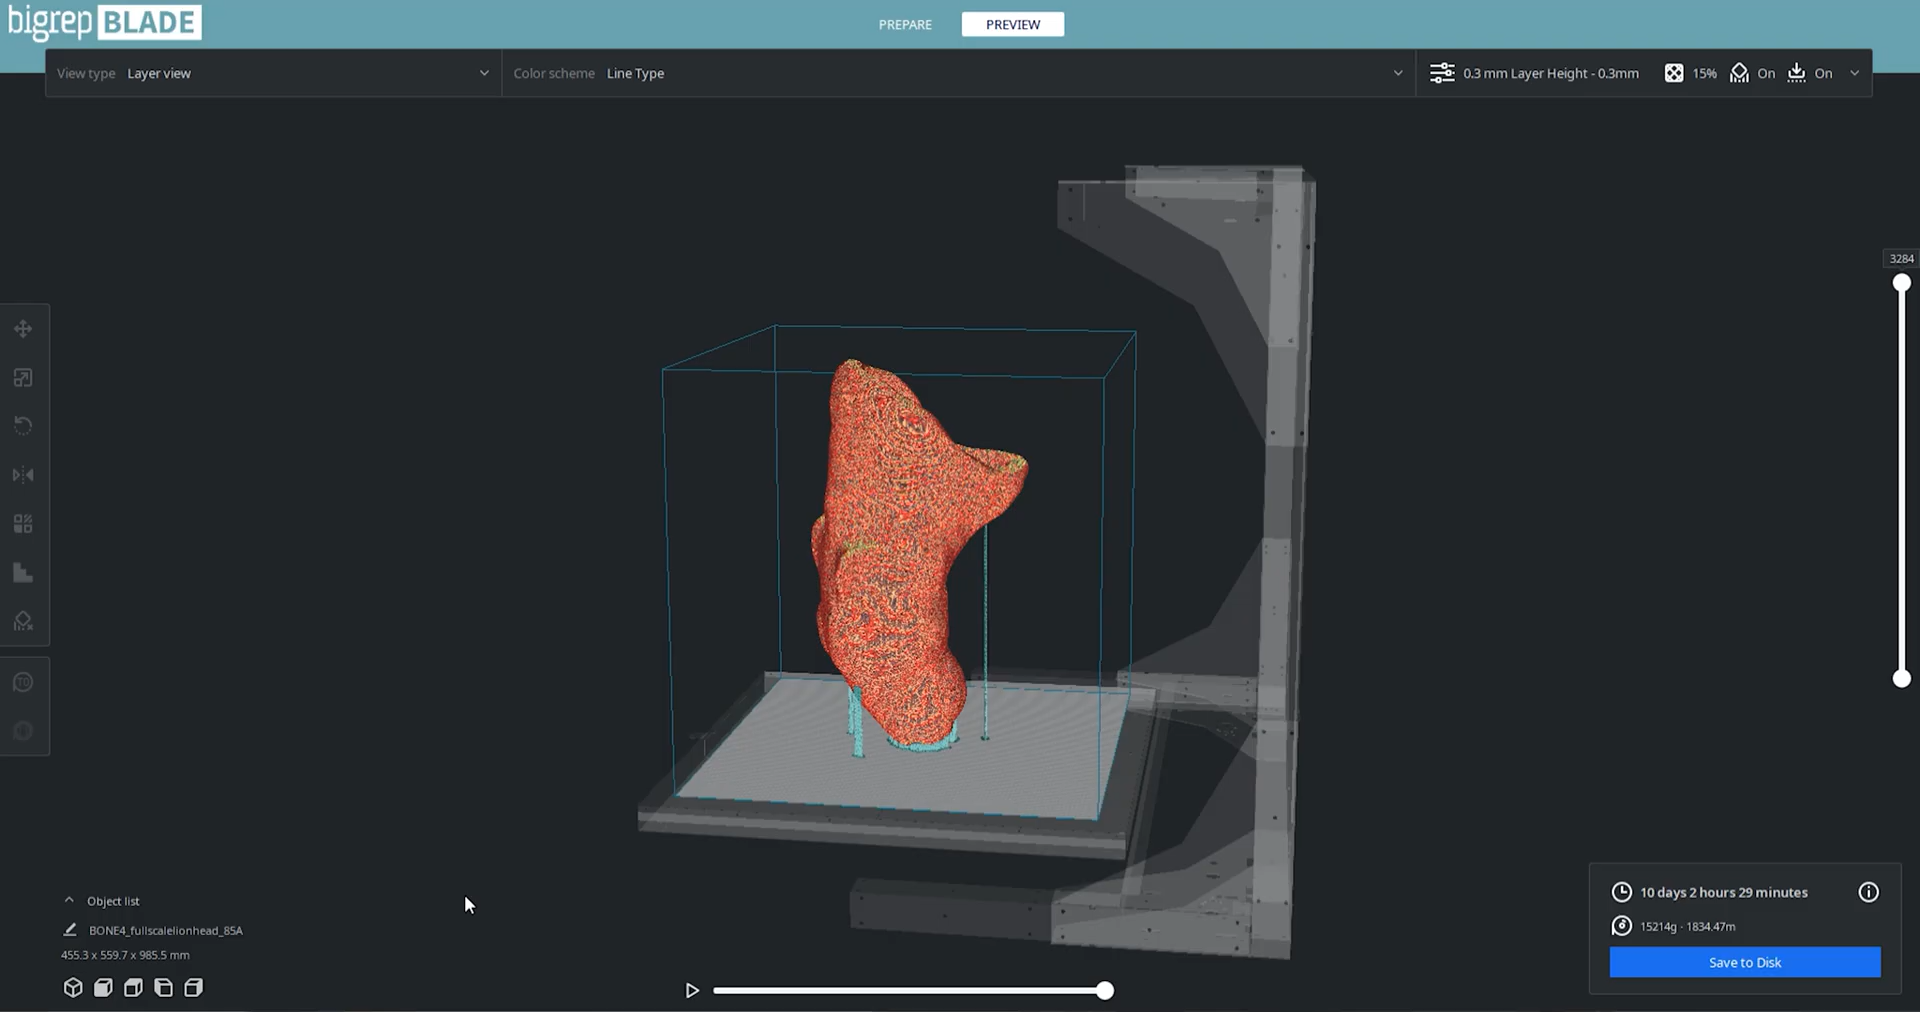 bigrep BLADE
PREPARE PREVIEW
View type Layer view Color scheme Line Type 0.3 mm Layer Height - 0.3mm 15% On On
3284
Object list
BONE4_fullscalelionhead_85A
455.3 x 559.7 x 985.5 mm
10 days 2 hours 29 minutes
15214g · 1834.47m
Save to Disk